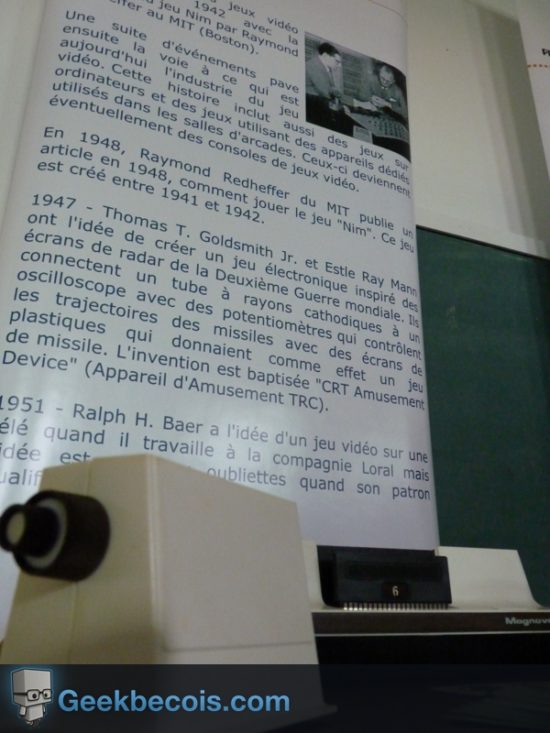 jeux vidéo
1942 avec la
jeu Nim par Raymond
au MIT (Boston).
Une suite d'événements pave
ensuite la voie à ce qui est
aujourd'hui l'industrie du jeu
vidéo. Cette histoire inclut aussi des jeux sur
ordinateurs et des jeux utilisant des appareils dédiés
utilisés dans les salles d'arcades. Ceux-ci deviennent
éventuellement des consoles de jeux vidéo.
En 1948, Raymond Redheffer du MIT publie un
article en 1948, comment jouer le jeu "Nim". Ce jeu
est créé entre 1941 et 1942.
1947 - Thomas T. Goldsmith Jr. et Estle Ray Mann
ont l'idée de créer un jeu électronique inspiré des
écrans de radar de la Deuxième Guerre mondiale. Ils
connectent un tube à rayons cathodiques à un
oscilloscope avec des potentiomètres qui contrôlent
les trajectoires des missiles avec des écrans de
plastiques qui donnaient comme effet un jeu
de missile. L'invention est baptisée "CRT Amusement
Device" (Appareil d'Amusement TRC).
1951 - Ralph H. Baer a l'idée d'un jeu vidéo sur une
télé quand il travaille à la compagnie Loral mais
idée est
oubliettes quand son patron
6
Magnavo
Geekbecois.com